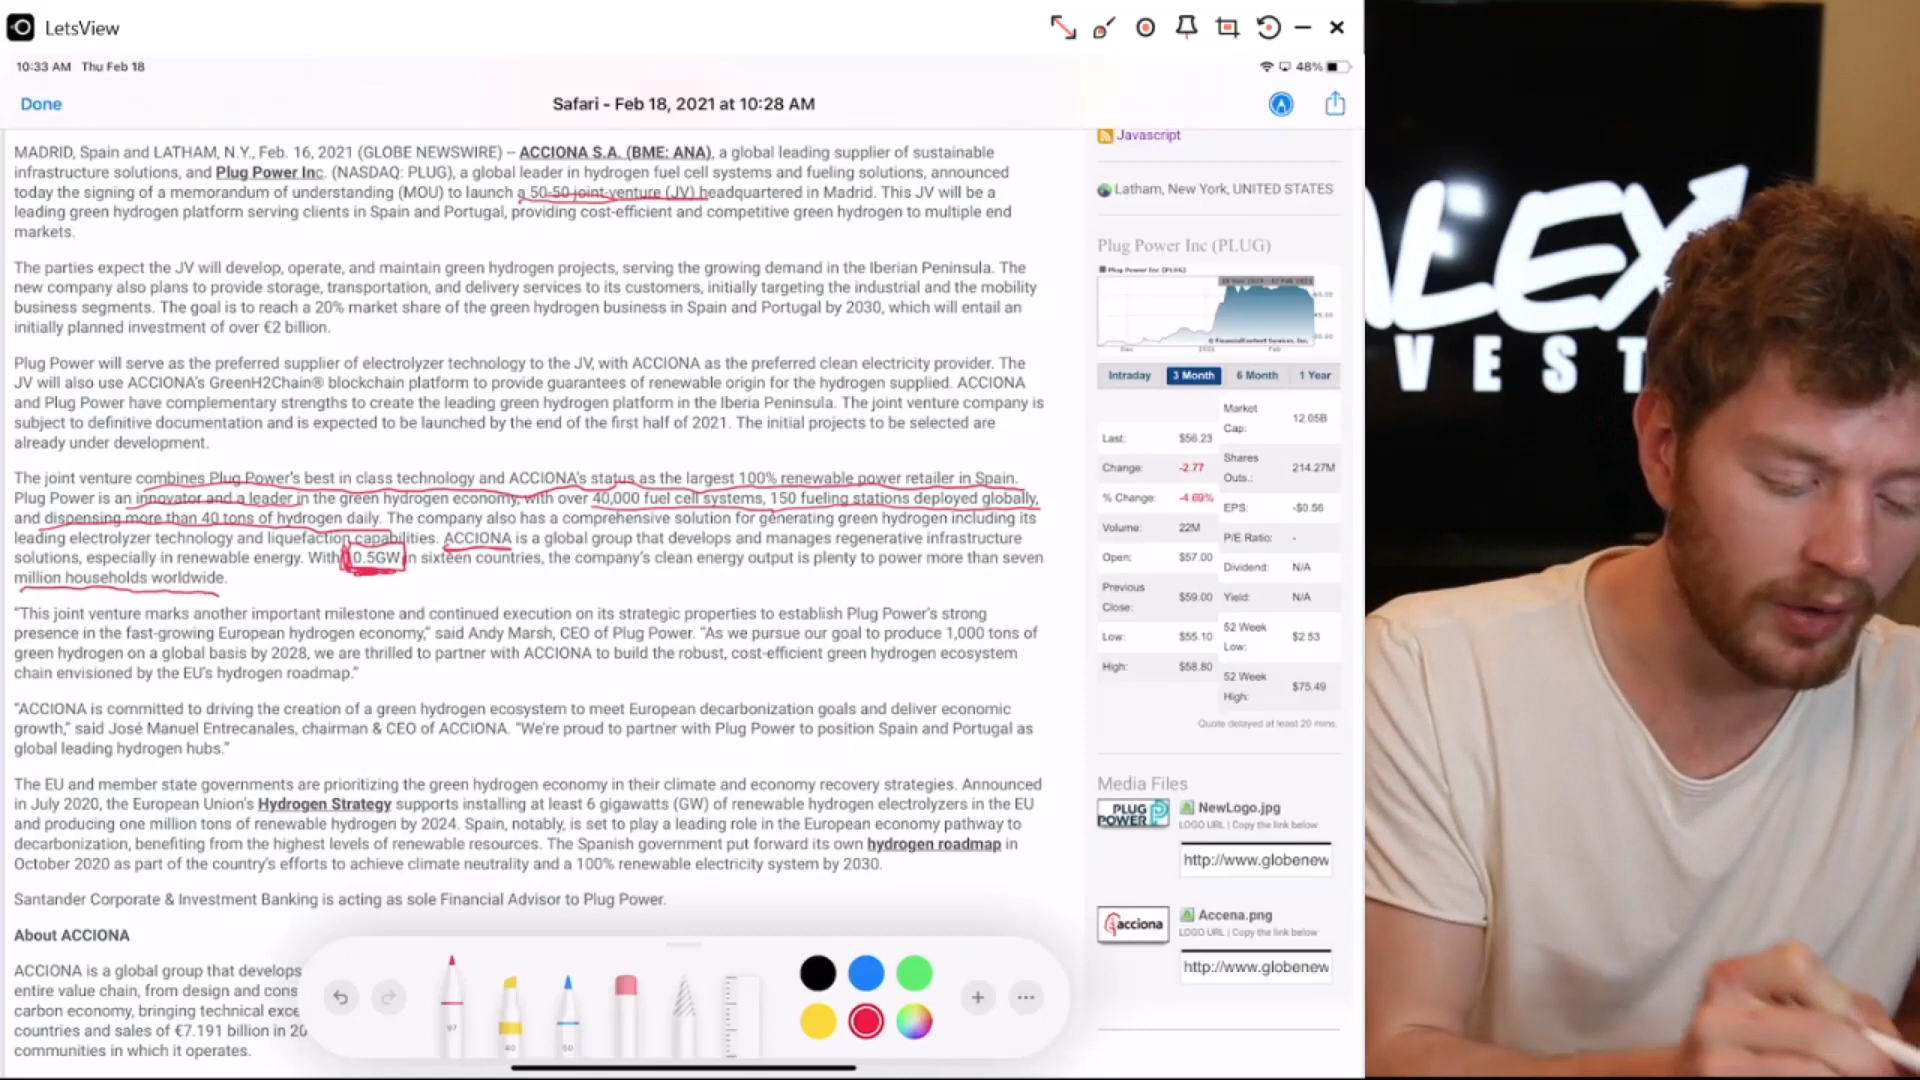 LetsView
10:33 AM Thu Feb 18
48%
Done
Safari - Feb 18, 2021 at 10:28 AM
MADRID, Spain and LATHAM, N.Y., Feb. 16, 2021 (GLOBE NEWSWIRE) -- ACCIONA S.A. (BME: ANA), a global leading supplier of sustainable
infrastructure solutions, and Plug Power Inc. (NASDAQ: PLUG), a global leader in hydrogen fuel cell systems and fueling solutions, announced
today the signing of a memorandum of understanding (MOU) to launch a 50-50 joint-venture (JV) headquartered in Madrid. This JV will be a
leading green hydrogen platform serving clients in Spain and Portugal, providing cost-efficient and competitive green hydrogen to multiple end
markets.
The parties expect the JV will develop, operate, and maintain green hydrogen projects, serving the growing demand in the Iberian Peninsula. The
new company also plans to provide storage, transportation, and delivery services to its customers, initially targeting the industrial and the mobility
business segments. The goal is to reach a 20% market share of the green hydrogen business in Spain and Portugal by 2030, which will entail an
initially planned investment of over €2 billion.
Plug Power will serve as the preferred supplier of electrolyzer technology to the JV, with ACCIONA as the preferred clean electricity provider. The
JV will also use ACCIONA's GreenH2Chain® blockchain platform to provide guarantees of renewable origin for the hydrogen supplied. ACCIONA
and Plug Power have complementary strengths to create the leading green hydrogen platform in the Iberia Peninsula. The joint venture company is
subject to definitive documentation and is expected to be launched by the end of the first half of 2021. The initial projects to be selected are
already under development.
The joint venture combines Plug Power's best in class technology and ACCIONA's status as the largest 100% renewable power retailer in Spain.
Plug Power is an innovator and a leader in the green hydrogen economy, with over 40,000 fuel cell systems, 150 fueling stations deployed globally,
and dispensing more than 40 tons of hydrogen daily. The company also has a comprehensive solution for generating green hydrogen including its
leading electrolyzer technology and liquefaction capabilities. ACCIONA is a global group that develops and manages regenerative infrastructure
solutions, especially in renewable energy. With 0.5GW in sixteen countries, the company's clean energy output is plenty to power more than seven
million households worldwide.
"This joint venture marks another important milestone and continued execution on its strategic properties to establish Plug Power's strong
presence in the fast-growing European hydrogen economy," said Andy Marsh, CEO of Plug Power. "As we pursue our goal to produce 1,000 tons of
green hydrogen on a global basis by 2028, we are thrilled to partner with ACCIONA to build the robust, cost-efficient green hydrogen ecosystem
chain envisioned by the EU's hydrogen roadmap."
"ACCIONA is committed to driving the creation of a green hydrogen ecosystem to meet European decarbonization goals and deliver economic
growth," said José Manuel Entrecanales, chairman & CEO of ACCIONA. "We're proud to partner with Plug Power to position Spain and Portugal as
global leading hydrogen hubs."
The EU and member state governments are prioritizing the green hydrogen economy in their climate and economy recovery strategies. Announced
in July 2020, the European Union's Hydrogen Strategy supports installing at least 6 gigawatts (GW) of renewable hydrogen electrolyzers in the EU
and producing one million tons of renewable hydrogen by 2024. Spain, notably, is set to play a leading role in the European economy pathway to
decarbonization, benefiting from the highest levels of renewable resources. The Spanish government put forward its own hydrogen roadmap in
October 2020 as part of the country's efforts to achieve climate neutrality and a 100% renewable electricity system by 2030.
Santander Corporate & Investment Banking is acting as sole Financial Advisor to Plug Power.
About ACCIONA
ACCIONA is a global group that develops
entire value chain, from design and cons
carbon economy, bringing technical exce
countries and sales of €7.191 billion in 20
communities in which it operates.
97
40
50
Javascript
Latham, New York, UNITED STATES
Plug Power Inc (PLUG)
Plug Power Inc (PLUG)
© FinancialContent Services, Inc.
Dec 2021 Feb
Intraday 3 Month 6 Month 1 Year
Last: $56.23
Change: -2.77
% Change: -4.69%
Volume: 22M
Open: $57.00
Previous
Close: $59.00
Low: $55.10
High: $58.80
Market
Cap: 12.05B
Shares
Outs.: 214.27M
EPS: -$0.56
P/E Ratio: -
Dividend: N/A
Yield: N/A
52 Week
Low: $2.53
52 Week
High: $75.49
Quote delayed at least 20 mins.
Media Files
PLUG
POWER
NewLogo.jpg
LOGO URL | Copy the link below
http://www.globenew
acciona
Accena.png
LOGO URL | Copy the link below
http://www.globenew
ALEX
VEST